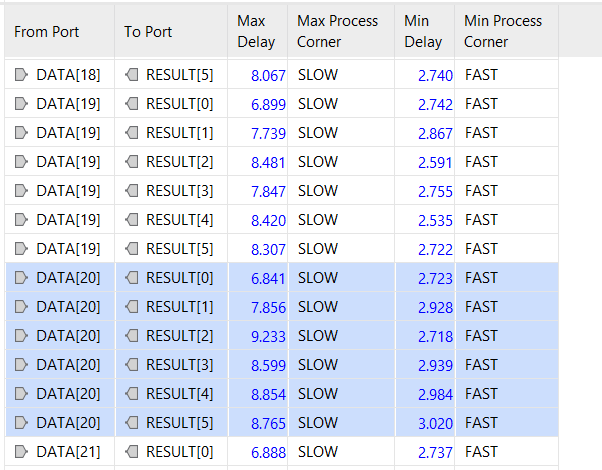 From Port To Port Max Delay Max Process Corner Min Delay Min Process Corner
DATA[18] RESULT[5] 8.067 SLOW 2.740 FAST
DATA[19] RESULT[0] 6.899 SLOW 2.742 FAST
DATA[19] RESULT[1] 7.739 SLOW 2.867 FAST
DATA[19] RESULT[2] 8.481 SLOW 2.591 FAST
DATA[19] RESULT[3] 7.847 SLOW 2.755 FAST
DATA[19] RESULT[4] 8.420 SLOW 2.535 FAST
DATA[19] RESULT[5] 8.307 SLOW 2.722 FAST
DATA[20] RESULT[0] 6.841 SLOW 2.723 FAST
DATA[20] RESULT[1] 7.856 SLOW 2.928 FAST
DATA[20] RESULT[2] 9.233 SLOW 2.718 FAST
DATA[20] RESULT[3] 8.599 SLOW 2.939 FAST
DATA[20] RESULT[4] 8.854 SLOW 2.984 FAST
DATA[20] RESULT[5] 8.765 SLOW 3.020 FAST
DATA[21] RESULT[0] 6.888 SLOW 2.737 FAST